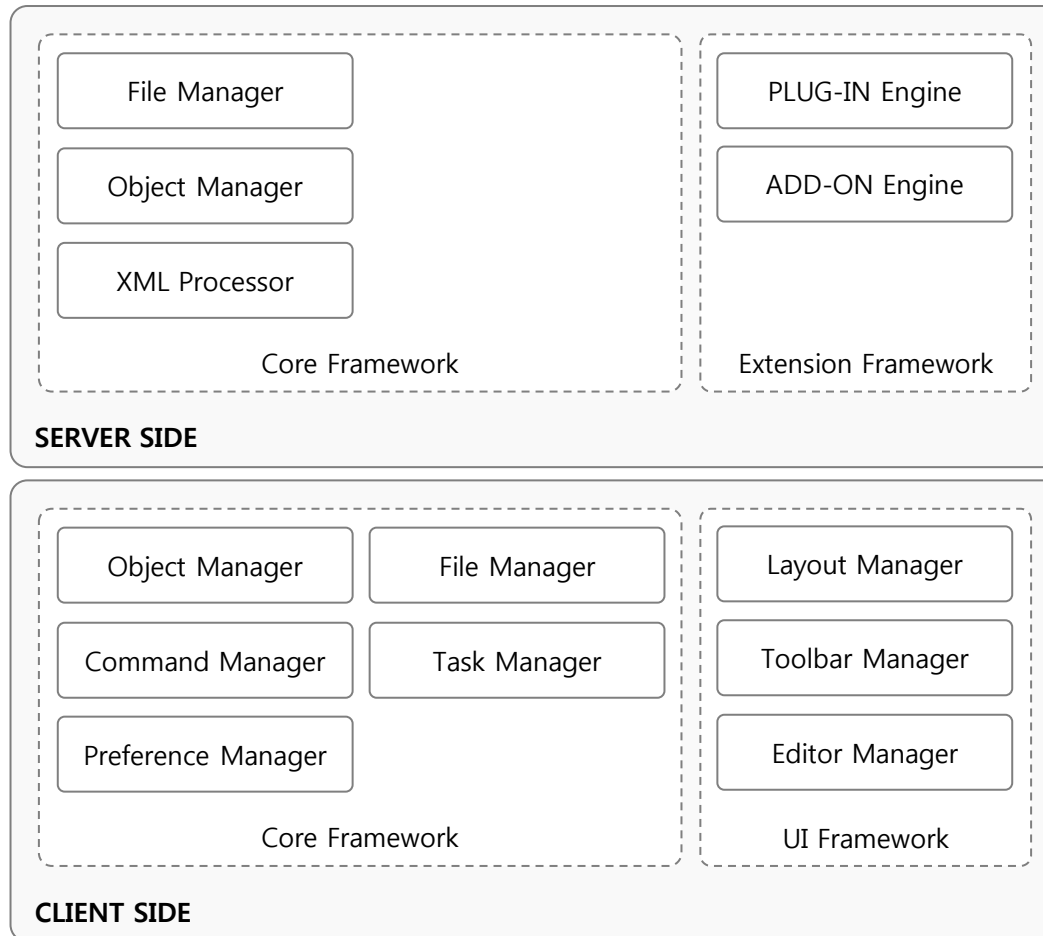 File Manager
PLUG-IN Engine
Object Manager
ADD-ON Engine
XML Processor
Core Framework
Extension Framework
SERVER SIDE
Object Manager
File Manager
Layout Manager
Command Manager
Task Manager
Toolbar Manager
Preference Manager
Editor Manager
Core Framework
UI Framework
CLIENT SIDE